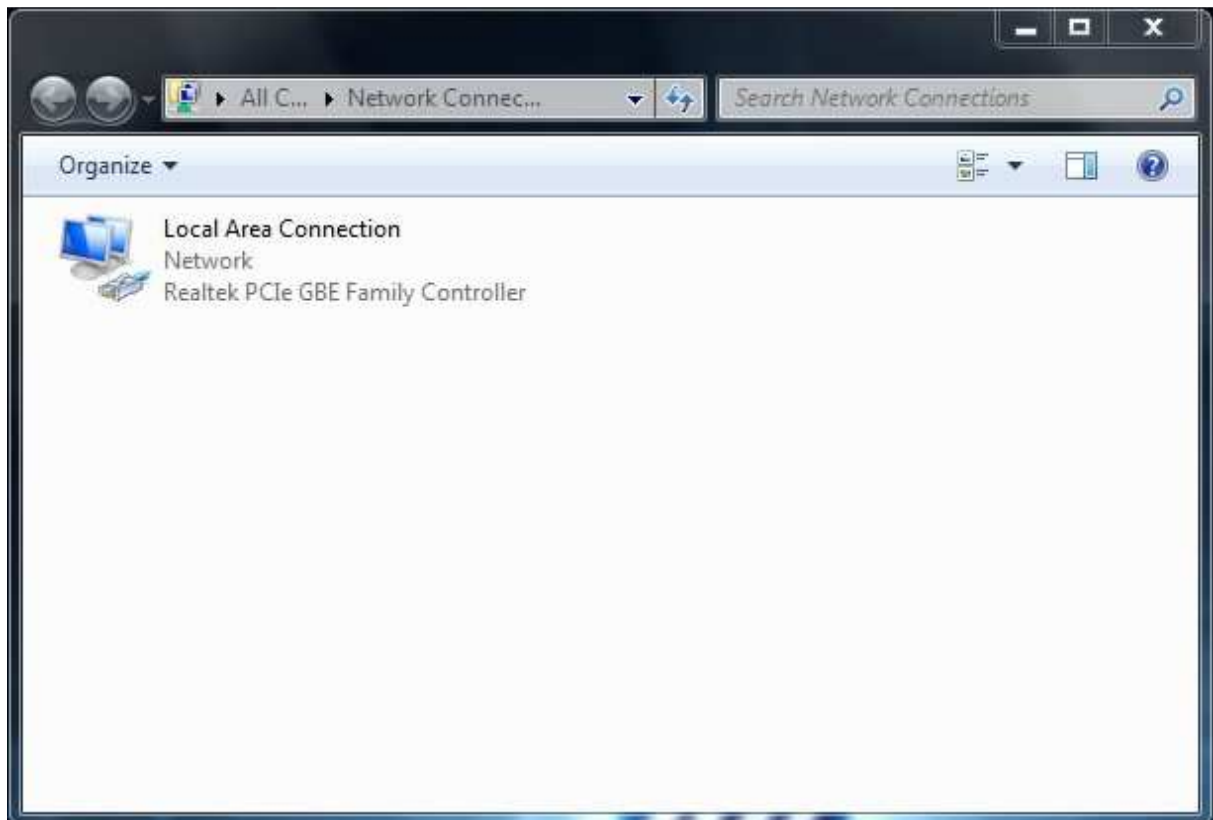 All C... Network Connec...
Search Network Connections
Organize
Local Area Connection
Network
Realtek PCIe GBE Family Controller